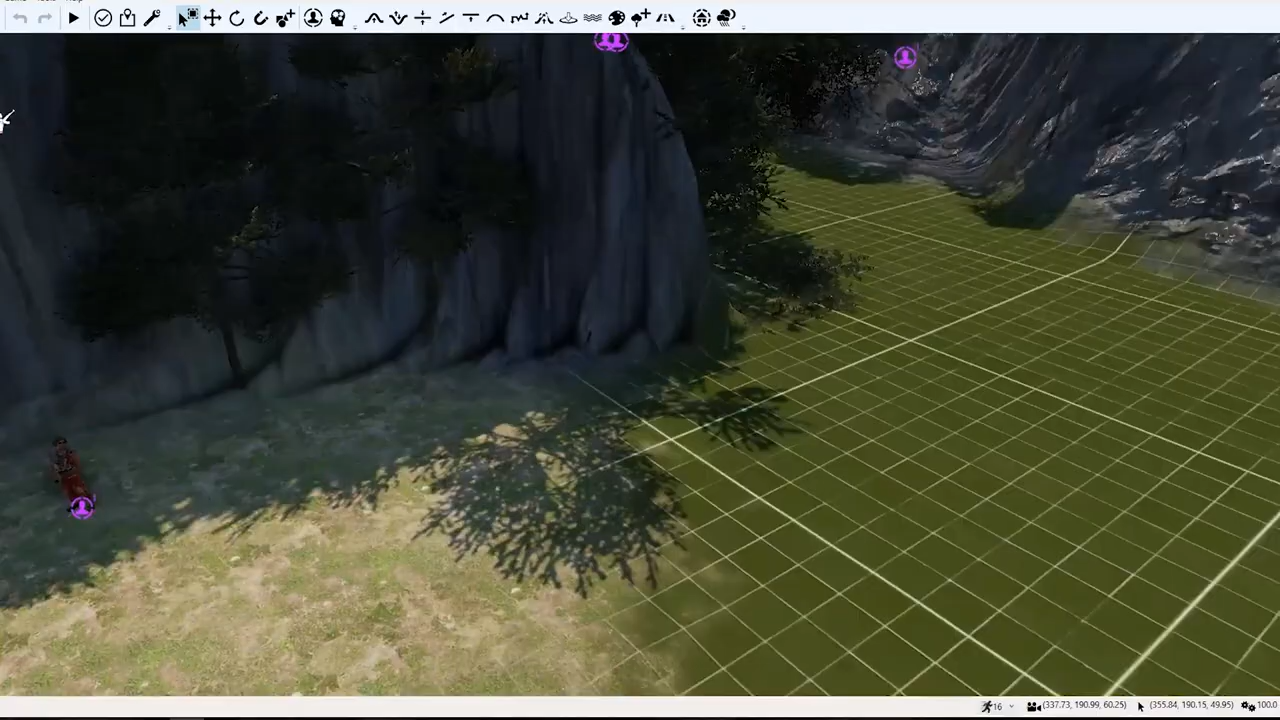 16
(337.73, 190.99, 60.25)
(355.84, 190.15, 49.95)
100.0